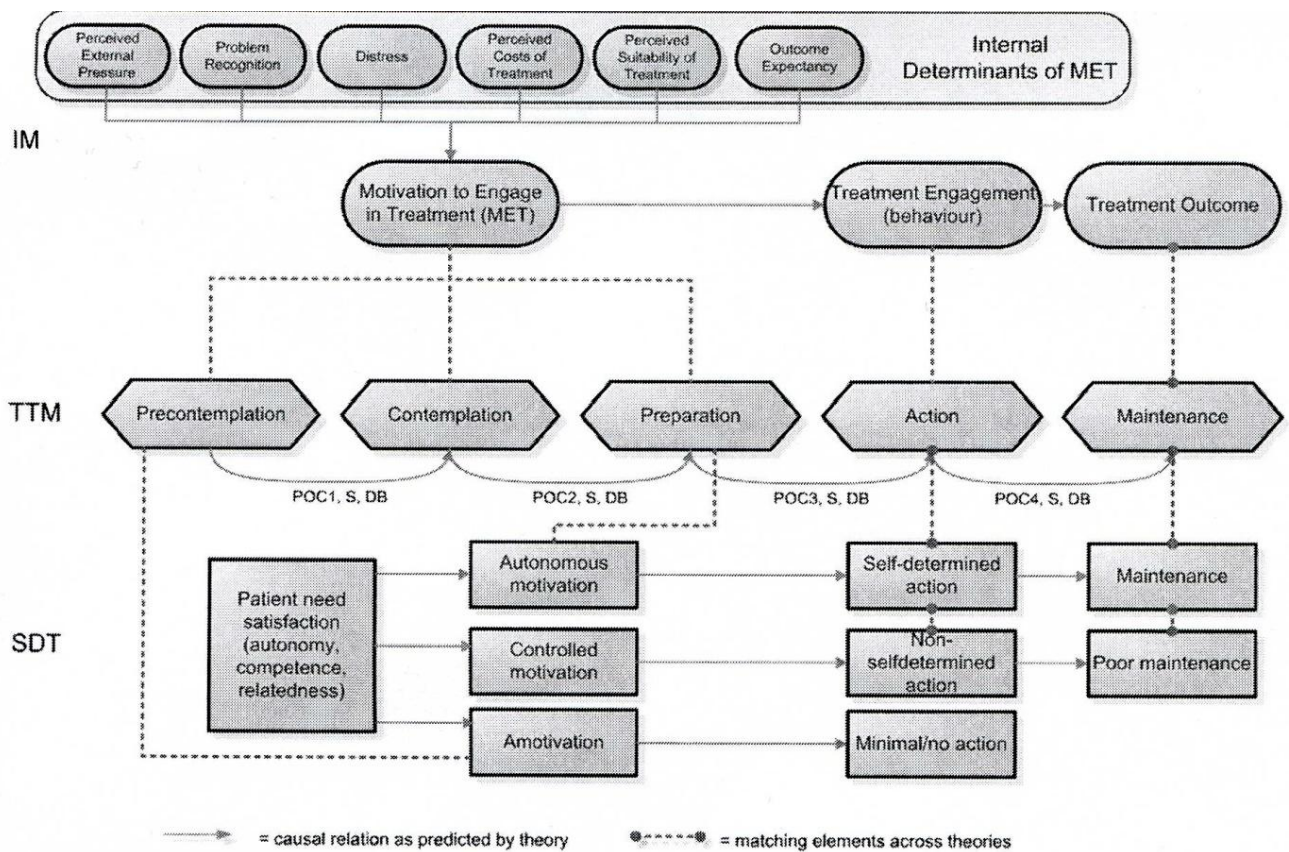 Perceived
External
Pressure
Problem
Recognition
Distress
Perceived
Costs of
Treatment
Perceived
Suitability of
Treatment
Outcome
Expectancy
Internal
Determinants of MET
IM
Motivation to Engage
in Treatment (MET)
Treatment Engagement
(behaviour)
Treatment Outcome
TTM
Precontemplation
Contemplation
Preparation
Action
Maintenance
POC1, S, DB
POC2, S, DB
POC3, S, DB
POC4, S, DB
SDT
Patient need
satisfaction
(autonomy,
competence,
relatedness)
Autonomous
motivation
Self-determined
action
Maintenance
Controlled
motivation
Non-
selfdetermined
action
Poor maintenance
Amotivation
Minimal/no action
= causal relation as predicted by theory
= matching elements across theories